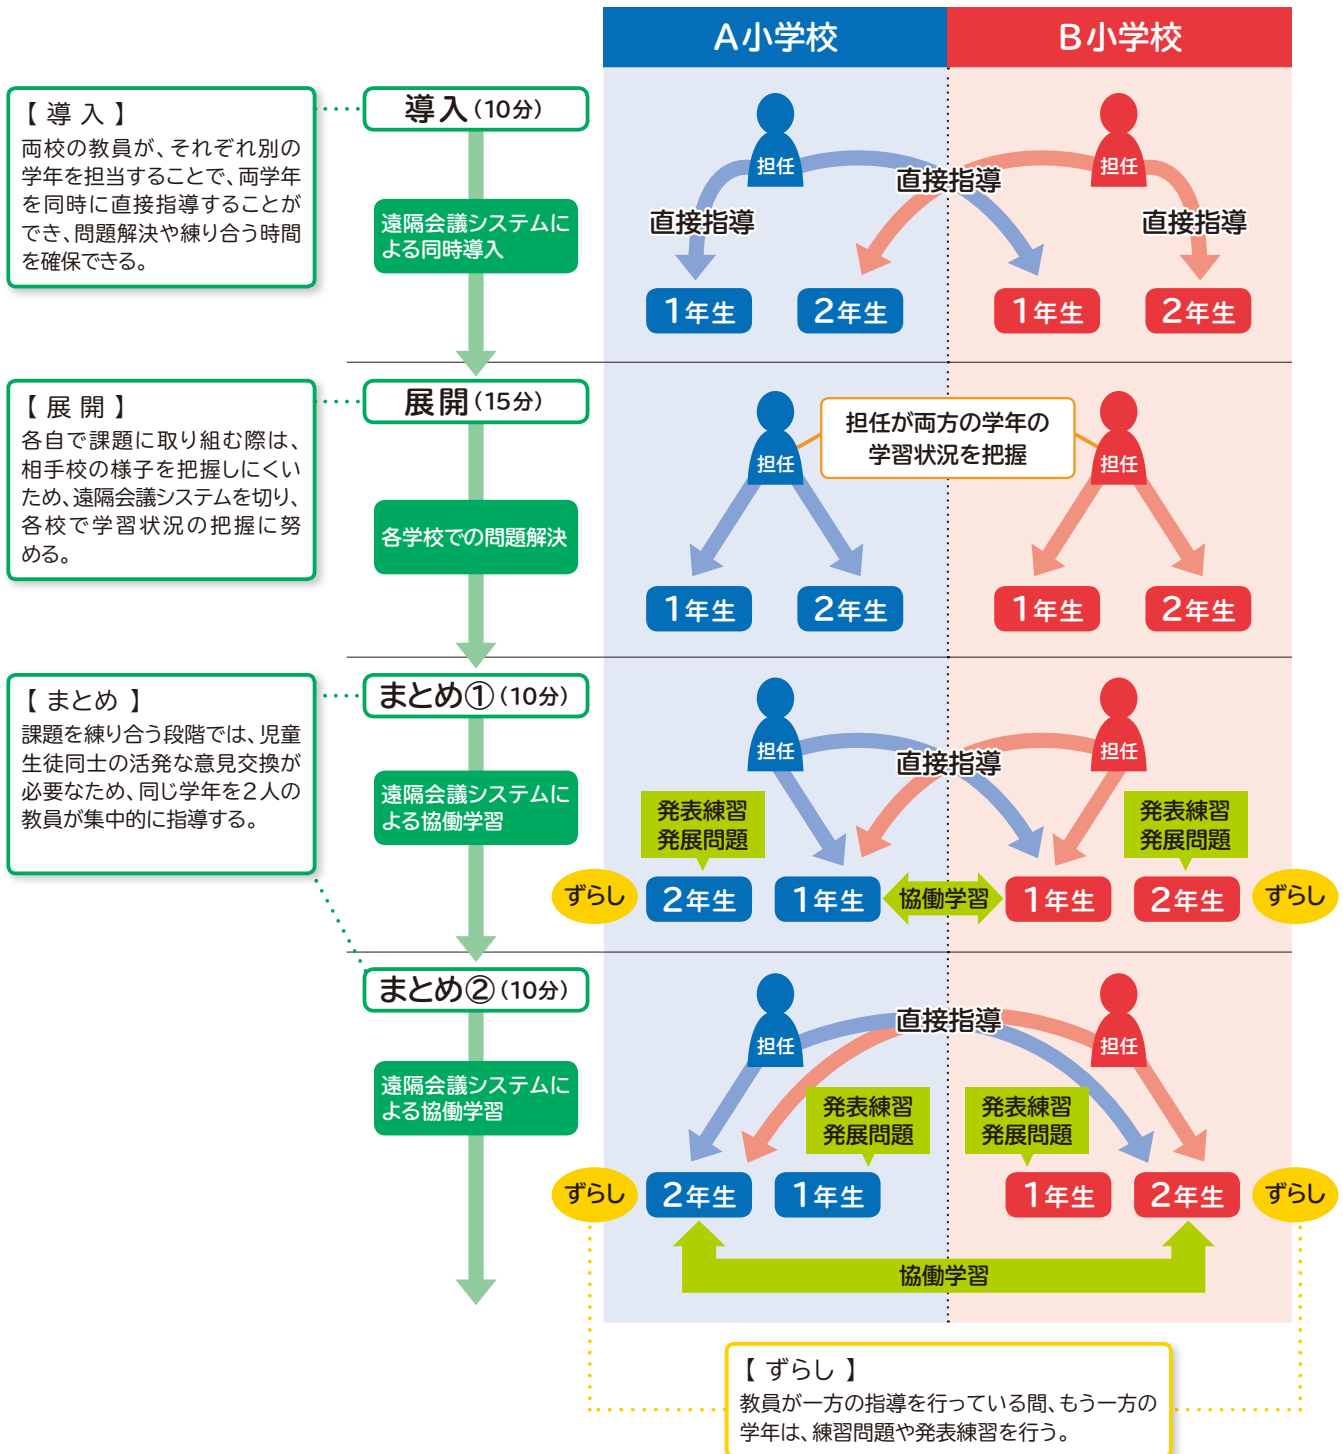 A小学校
B小学校
【 導 入 】
両校の教員が、それぞれ別の
学年を担当することで、両学年
を同時に直接指導することが
でき、問題解決や練り合う時間
を確保できる。
導入(10分)
遠隔会議システムに
よる同時導入
担任
担任
直接指導
直接指導
直接指導
1年生
2年生
1年生
2年生
【 展 開 】
各自で課題に取り組む際は、
相手校の様子を把握しにくい
ため、遠隔会議システムを切り、
各校で学習状況の把握に努
める。
展開(15分)
各学校での問題解決
担任
担任が両方の学年の
学習状況を把握
担任
1年生
2年生
1年生
2年生
【 まとめ 】
課題を練り合う段階では、児童
生徒同士の活発な意見交換が
必要なため、同じ学年を2人の
教員が集中的に指導する。
まとめ①(10分)
遠隔会議システムに
よる協働学習
担任
担任
直接指導
発表練習
発展問題
発表練習
発展問題
ずらし
2年生
1年生
協働学習
1年生
2年生
ずらし
まとめ②(10分)
遠隔会議システムに
よる協働学習
直接指導
担任
担任
発表練習
発展問題
発表練習
発展問題
ずらし
2年生
1年生
1年生
2年生
ずらし
協働学習
【 ずらし 】
教員が一方の指導を行っている間、もう一方の
学年は、練習問題や発表練習を行う。